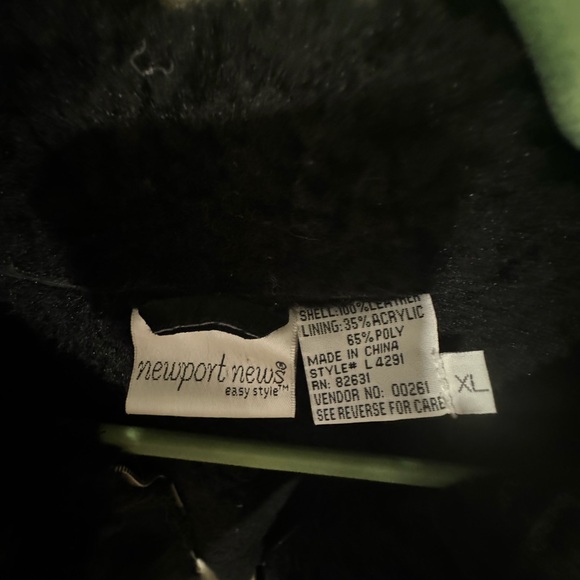 newport news®
easy style™
SHELL:100% LEATHER
LINING:35% ACRYLIC
65% POLY
MADE IN CHINA
STYLE# L4291
RN: 82631
VENDOR NO: 00261
SEE REVERSE FOR CARE
XL